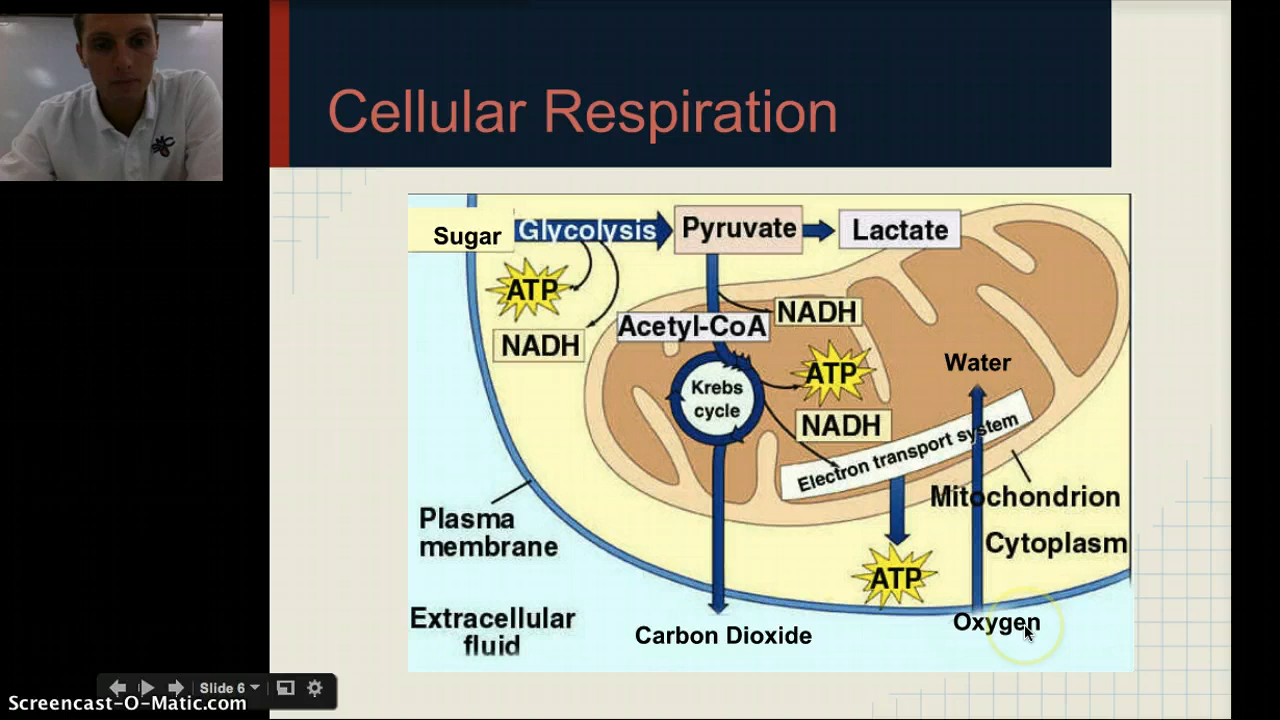 Cellular Respiration
Sugar
Glycolysis
Pyruvate
Lactate
ATP
NADH
Acetyl-CoA
NADH
Krebs
cycle
ATP
NADH
Water
Electron transport system
Mitochondrion
Cytoplasm
Plasma
membrane
ATP
Extracellular
fluid
Carbon Dioxide
Oxygen
Slide 6
Screencast-O-Matic.com